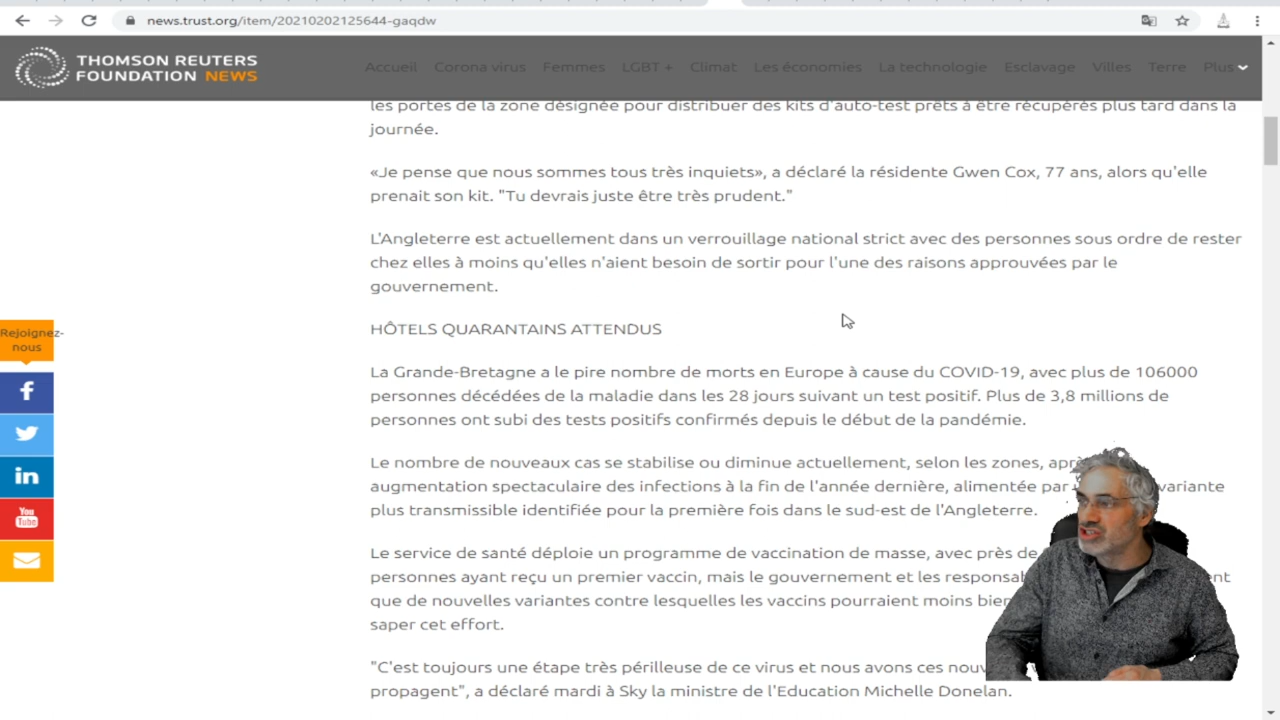 news.trust.org/item/20210202125644-gaqdw
THOMSON REUTERS
FOUNDATION NEWS
Accueil Corona virus Femmes LGBT + Climat Les économies La technologie Esclavage Villes Terre Plus
les portes de la zone désignée pour distribuer des kits d'auto-test prêts à être récupérés plus tard dans la
journée.
«Je pense que nous sommes tous très inquiets», a déclaré la résidente Gwen Cox, 77 ans, alors qu'elle
prenait son kit. "Tu devrais juste être très prudent."
L'Angleterre est actuellement dans un verrouillage national strict avec des personnes sous ordre de rester
chez elles à moins qu'elles n'aient besoin de sortir pour l'une des raisons approuvées par le
gouvernement.
Rejoignez-
nous
HÔTELS QUARANTAINS ATTENDUS
La Grande-Bretagne a le pire nombre de morts en Europe à cause du COVID-19, avec plus de 106000
personnes décédées de la maladie dans les 28 jours suivant un test positif. Plus de 3,8 millions de
personnes ont subi des tests positifs confirmés depuis le début de la pandémie.
Le nombre de nouveaux cas se stabilise ou diminue actuellement, selon les zones,
augmentation spectaculaire des infections à la fin de l'année dernière, alimentée par variante
plus transmissible identifiée pour la première fois dans le sud-est de l'Angleterre.
Le service de santé déploie un programme de vaccination de masse, avec près de
personnes ayant reçu un premier vaccin, mais le gouvernement et les
que de nouvelles variantes contre lesquelles les vaccins pourraient moins
saper cet effort.
"C'est toujours une étape très périlleuse de ce virus et nous avons ces
propagent", a déclaré mardi à Sky la ministre de l'Education Michelle Donelan.
You
Tube